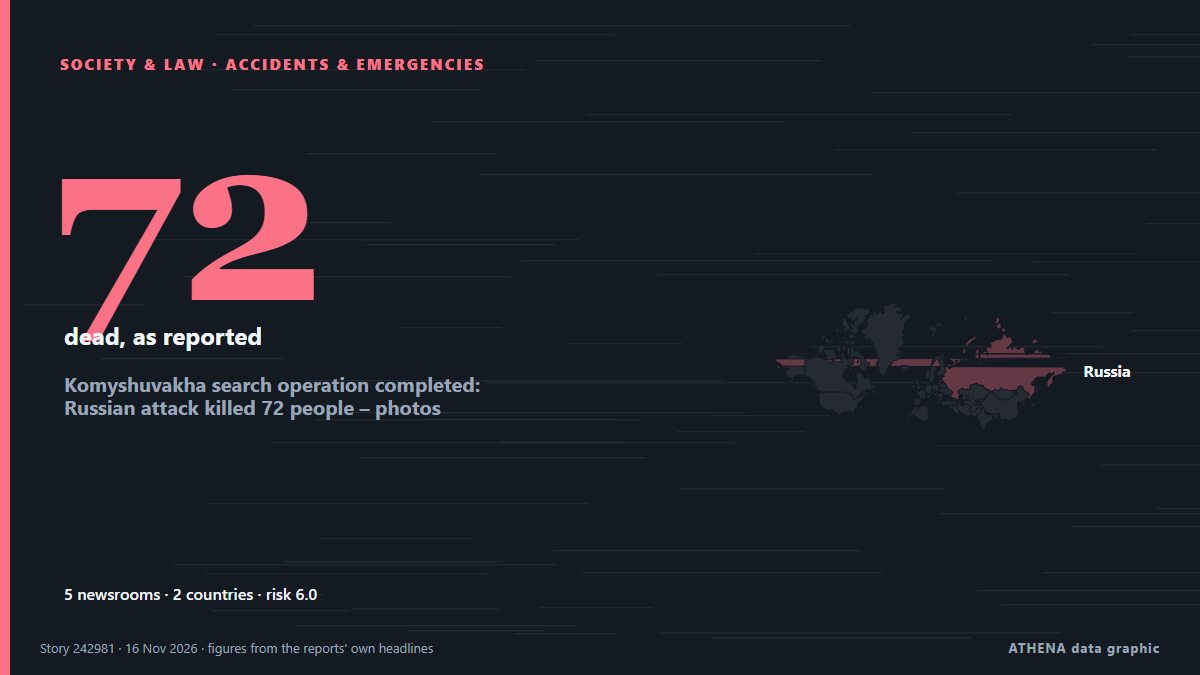 SOCIETY & LAW · ACCIDENTS & EMERGENCIES
72
dead, as reported
Komyshuvakha search operation completed:
Russian attack killed 72 people – photos
Russia
5 newsrooms · 2 countries · risk 6.0
Story 242981 · 16 Nov 2026 · figures from the reports' own headlines
ATHENA data graphic